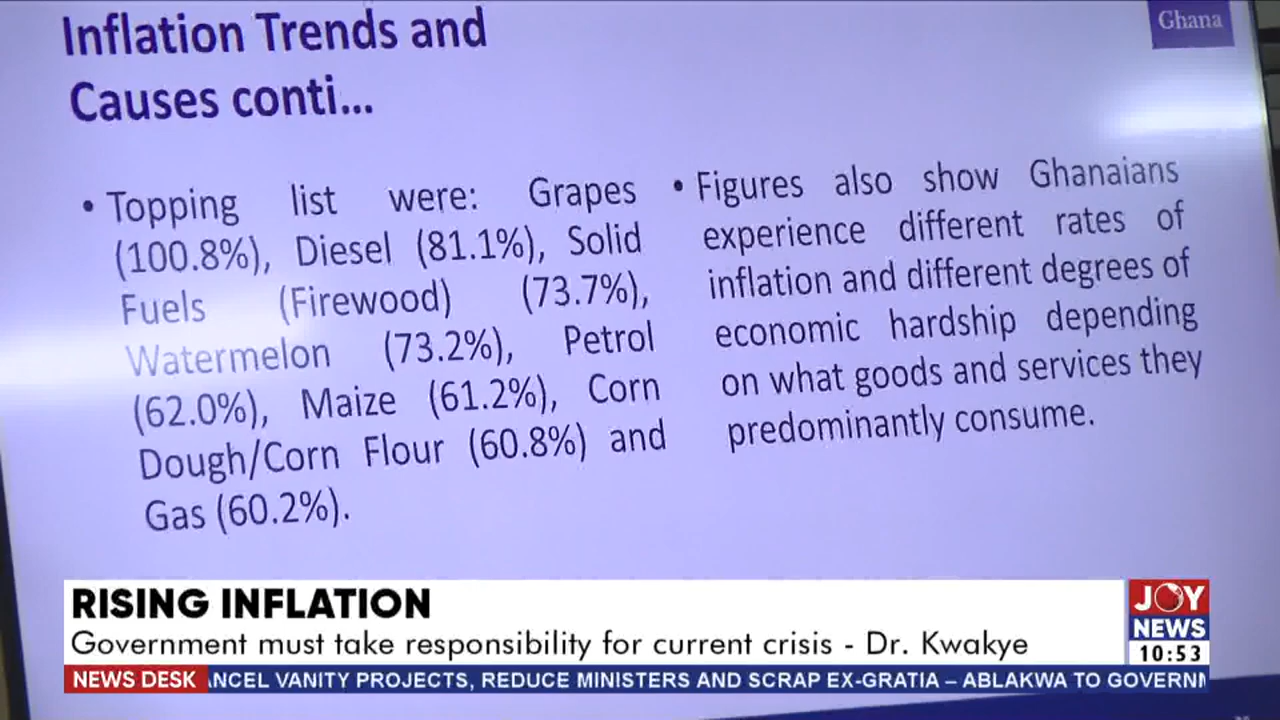 Inflation Trends and
Causes conti...
Ghana
• Topping list were: Grapes
(100.8%), Diesel (81.1%), Solid
Fuels (Firewood) (73.7%),
Watermelon (73.2%), Petrol
(62.0%), Maize (61.2%), Corn
Dough/Corn Flour (60.8%) and
Gas (60.2%).
• Figures also show Ghanaians
experience different rates of
inflation and different degrees of
economic hardship depending
on what goods and services they
predominantly consume.
RISING INFLATION
Government must take responsibility for current crisis - Dr. Kwakye
JOY
NEWS
10:53
NEWS DESK ANCEL VANITY PROJECTS, REDUCE MINISTERS AND SCRAP EX-GRATIA – ABLAKWA TO GOVERNM